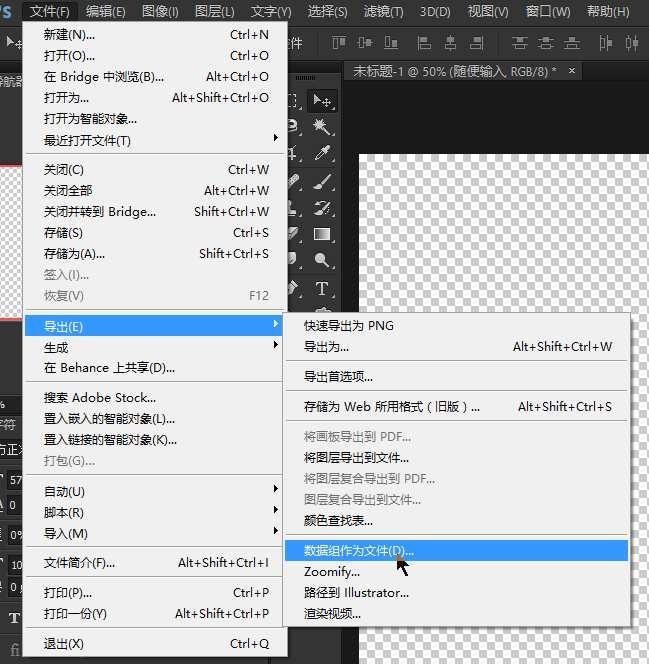 文件(F) 编辑(E) 图像(I) 图层(L) 文字(Y) 选择(S) 滤镜(T) 3D(D) 视图(V) 窗口(W) 帮助(H)
未标题-1 @ 50% (随便输入, RGB/8) * ×
新建(N)... Ctrl+N
打开(O)... Ctrl+O
在 Bridge 中浏览(B)... Alt+Ctrl+O
打开为... Alt+Shift+Ctrl+O
打开为智能对象...
最近打开文件(T)
关闭(C) Ctrl+W
关闭全部 Alt+Ctrl+W
关闭并转到 Bridge... Shift+Ctrl+W
存储(S) Ctrl+S
存储为(A)... Shift+Ctrl+S
签入(I)...
恢复(V) F12
导出(E)
生成
在 Behance 上共享(D)...
搜索 Adobe Stock...
置入嵌入的智能对象(L)...
置入链接的智能对象(K)...
打包(G)...
自动(U)
脚本(R)
导入(M)
文件简介(F)... Alt+Shift+Ctrl+I
打印(P)... Ctrl+P
打印一份(Y) Alt+Shift+Ctrl+P
退出(X) Ctrl+Q
快速导出为 PNG
导出为... Alt+Shift+Ctrl+W
导出首选项...
存储为 Web 所用格式（旧版）... Alt+Shift+Ctrl+S
将画板导出到 PDF...
将图层导出到文件...
将图层复合导出到 PDF...
图层复合导出到文件...
颜色查找表...
数据组作为文件(D)...
Zoomify...
路径到 Illustrator...
渲染视频...